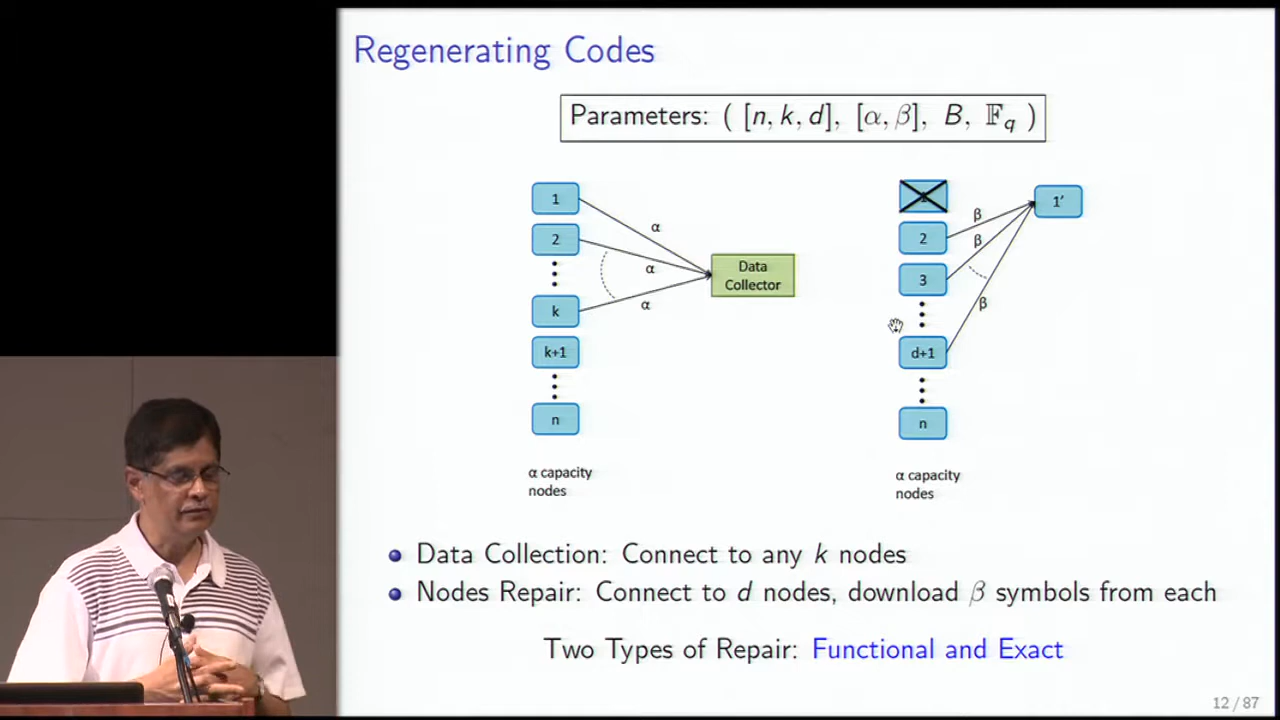 Regenerating Codes
Parameters: ( [n, k, d], [α, β], B, 𝔽q )
1
2
k
k+1
n
α
α
α
Data
Collector
α capacity
nodes
2
3
d+1
n
1'
β
β
β
α capacity
nodes
Data Collection: Connect to any k nodes
Nodes Repair: Connect to d nodes, download β symbols from each
Two Types of Repair: Functional and Exact
12 / 87